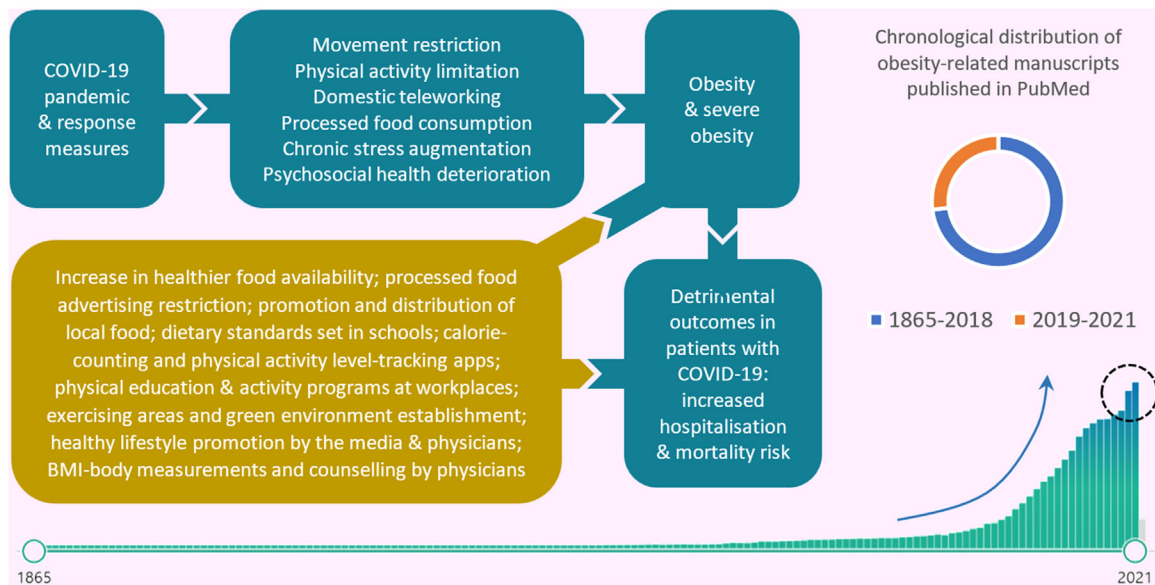 COVID-19
pandemic
& response
measures
Movement restriction
Physical activity limitation
Domestic teleworking
Processed food consumption
Chronic stress augmentation
Psychosocial health deterioration
Obesity
& severe
obesity
Increase in healthier food availability; processed food
advertising restriction; promotion and distribution of
local food; dietary standards set in schools; calorie-
counting and physical activity level-tracking apps;
physical education & activity programs at workplaces;
exercising areas and green environment establishment;
healthy lifestyle promotion by the media & physicians;
BMI-body measurements and counselling by physicians
Detrimental
outcomes in
patients with
COVID-19:
increased
hospitalisation
& mortality risk
Chronological distribution of
obesity-related manuscripts
published in PubMed
1865-2018 2019-2021
1865
2021